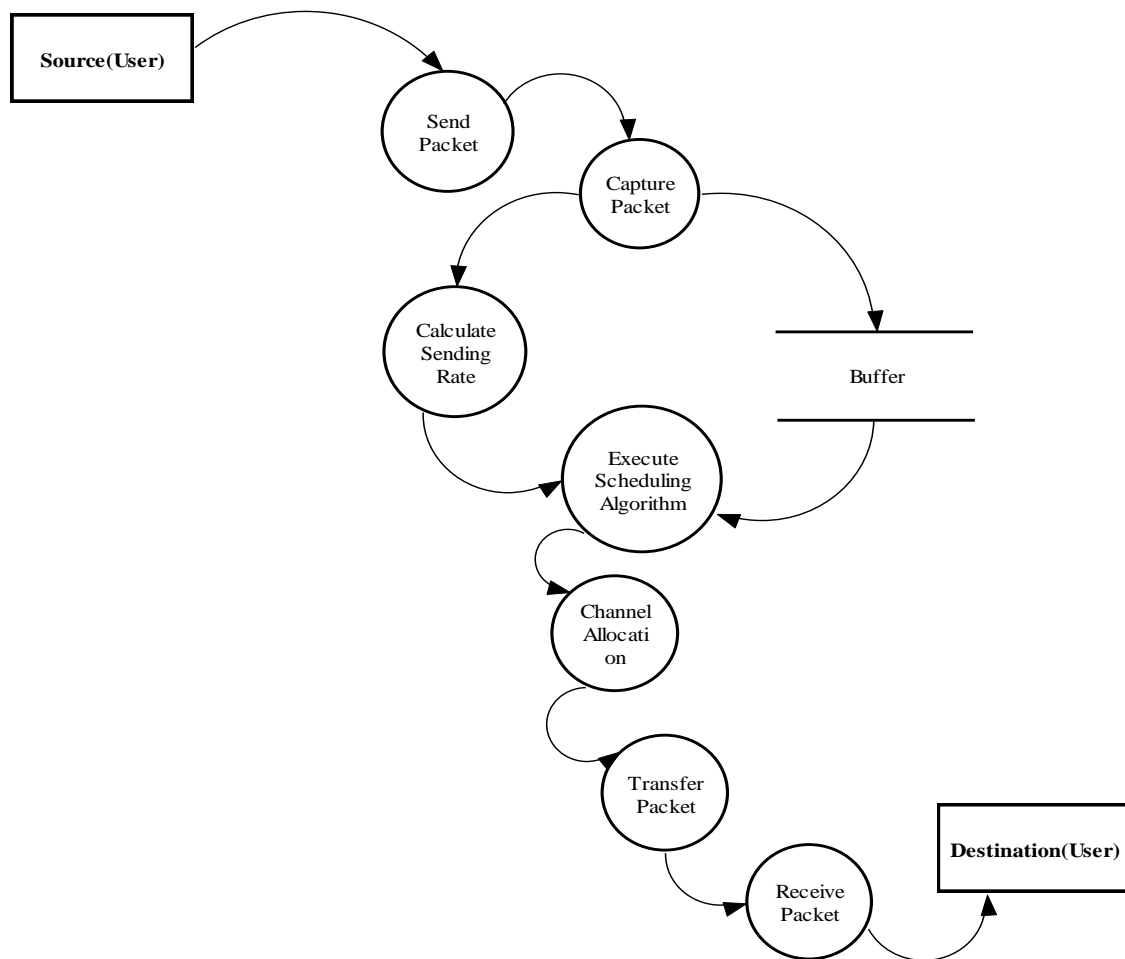 Source(User)
Send
Packet
Capture
Packet
Calculate
Sending
Rate
Buffer
Execute
Scheduling
Algorithm
Channel
Allocati
on
Transfer
Packet
Destination(User)
Receive
Packet